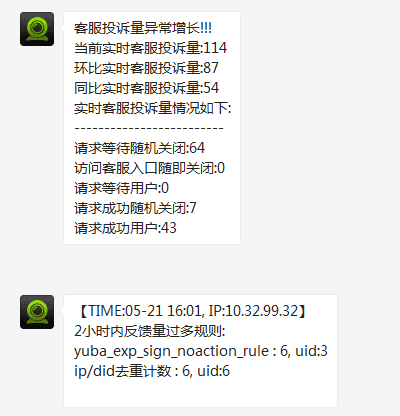 客服投诉量异常增长!!!
当前实时客服投诉量:114
环比实时客服投诉量:87
同比实时客服投诉量:54
实时客服投诉量情况如下:
-------------------------
请求等待随机关闭:64
访问客服入口随即关闭:0
请求等待用户:0
请求成功随机关闭:7
请求成功用户:43
【TIME:05-21 16:01, IP:10.32.99.32】
2小时内反馈量过多规则:
yuba_exp_sign_noaction_rule : 6, uid:3
ip/did去重计数 : 6, uid:6